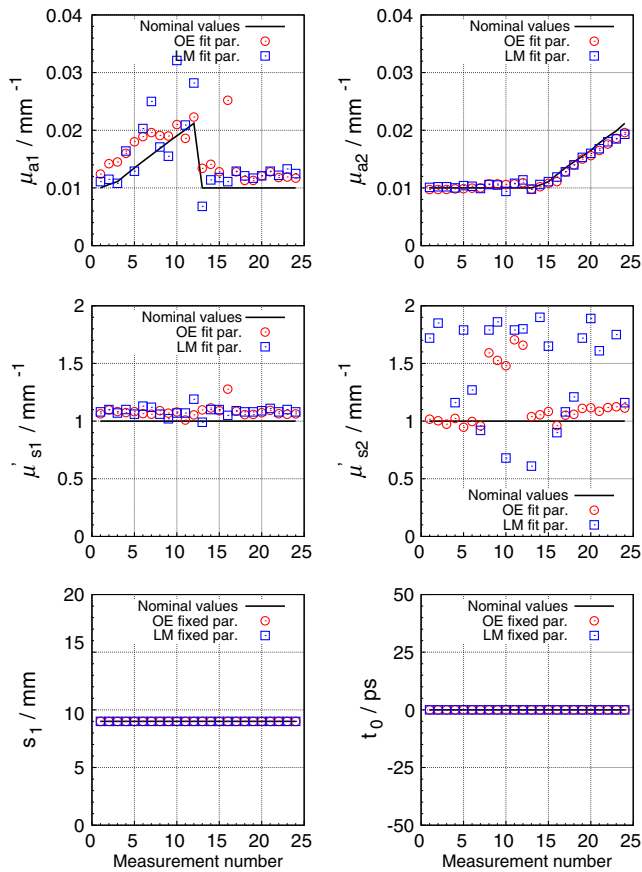 0.04
0.03
0.02
0.01
0
μa1 / mm -1
Nominal values
OE fit par.
LM fit par.
0 5 10 15 20 25
0.04
0.03
0.02
0.01
0
μa2 / mm -1
Nominal values
OE fit par.
LM fit par.
0 5 10 15 20 25
2
1.5
1
0.5
0
μ's1 / mm -1
Nominal values
OE fit par.
LM fit par.
0 5 10 15 20 25
2
1.5
1
0.5
0
μ's2 / mm -1
Nominal values
OE fit par.
LM fit par.
0 5 10 15 20 25
20
15
10
5
0
s1 / mm
Nominal values
OE fixed par.
LM fixed par.
0 5 10 15 20 25
Measurement number
50
25
0
-25
-50
t0 / ps
Nominal values
OE fixed par.
LM fixed par.
0 5 10 15 20 25
Measurement number